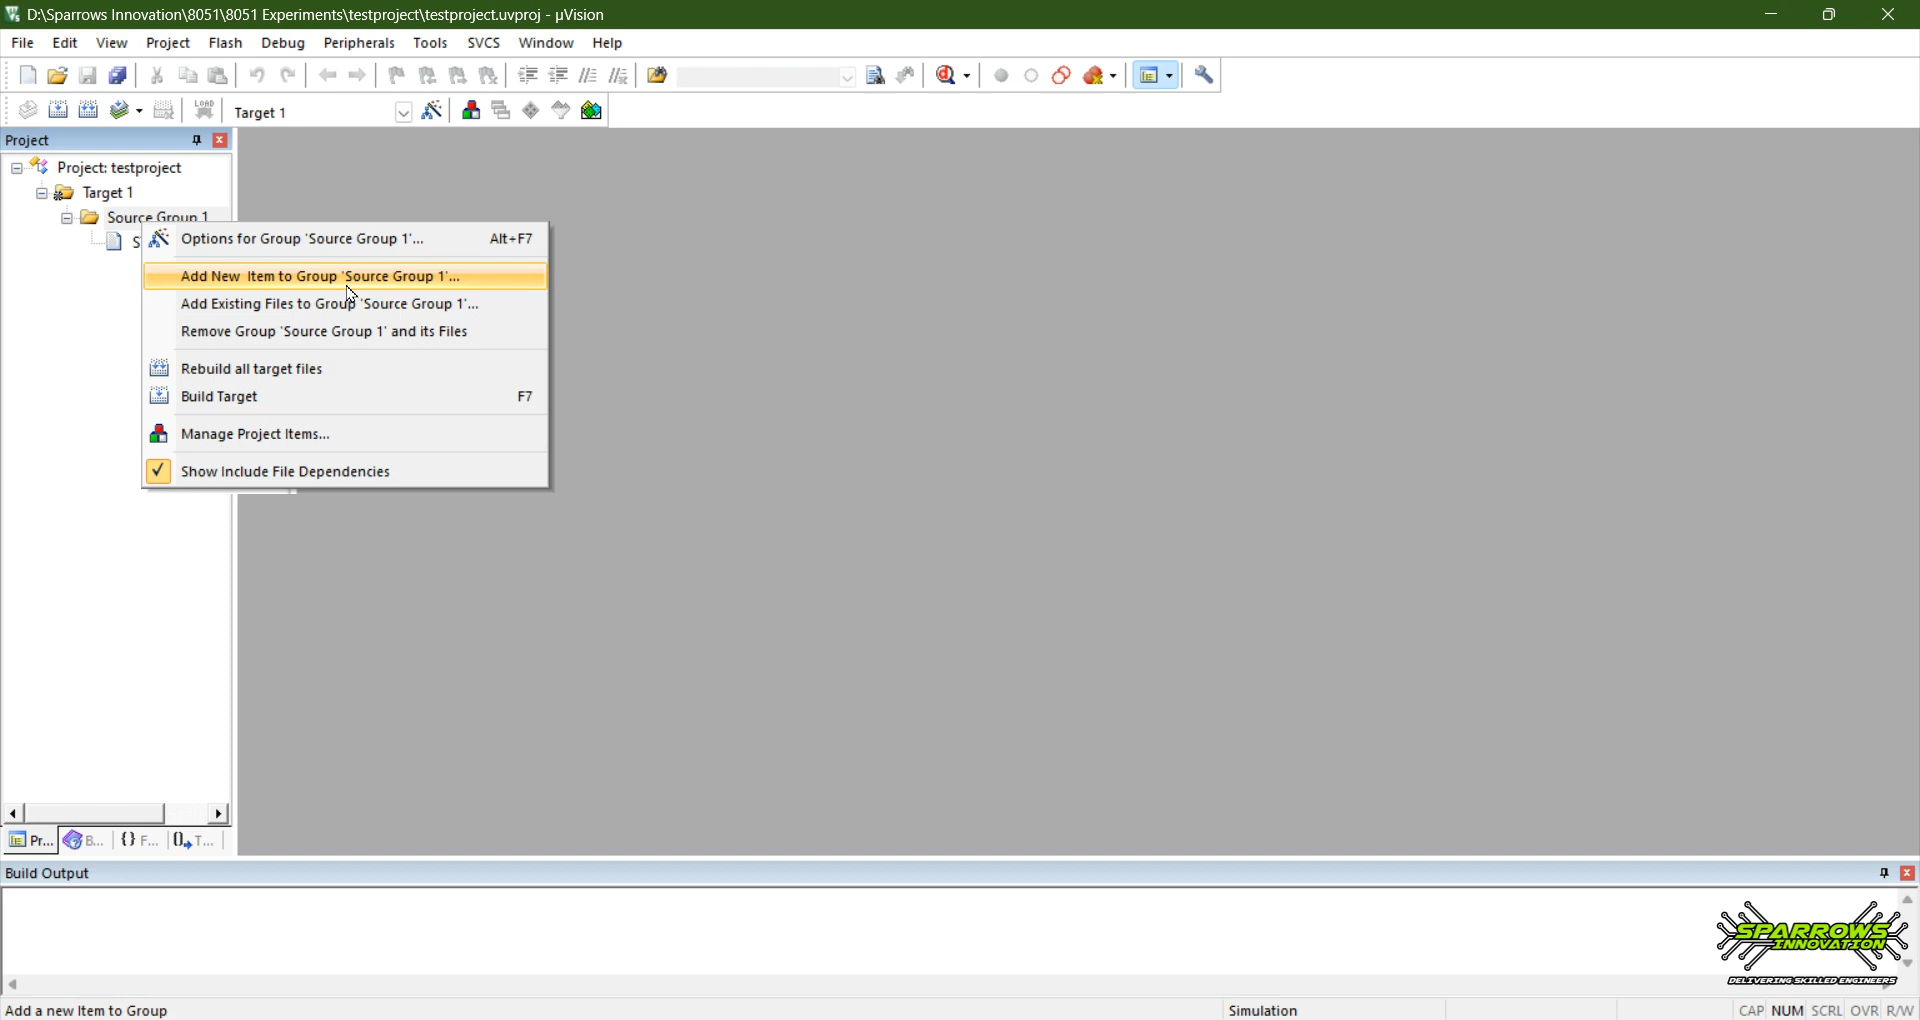 D:\Sparrows Innovation\8051\8051 Experiments\testproject\testproject.uvproj - µVision
File Edit View Project Flash Debug Peripherals Tools SVCS Window Help
LOAD Target 1
Project
Project: testproject
Target 1
Source Group 1
S
Options for Group 'Source Group 1'... Alt+F7
Add New Item to Group 'Source Group 1'...
Add Existing Files to Group 'Source Group 1'...
Remove Group 'Source Group 1' and its Files
Rebuild all target files
Build Target F7
Manage Project Items...
Show Include File Dependencies
Pr... B... {} F... 0 T...
Build Output
SPARROWS
INNOVATION
DELIVERING SKILLED ENGINEERS
Add a new Item to Group Simulation CAP NUM SCRL OVR R/W